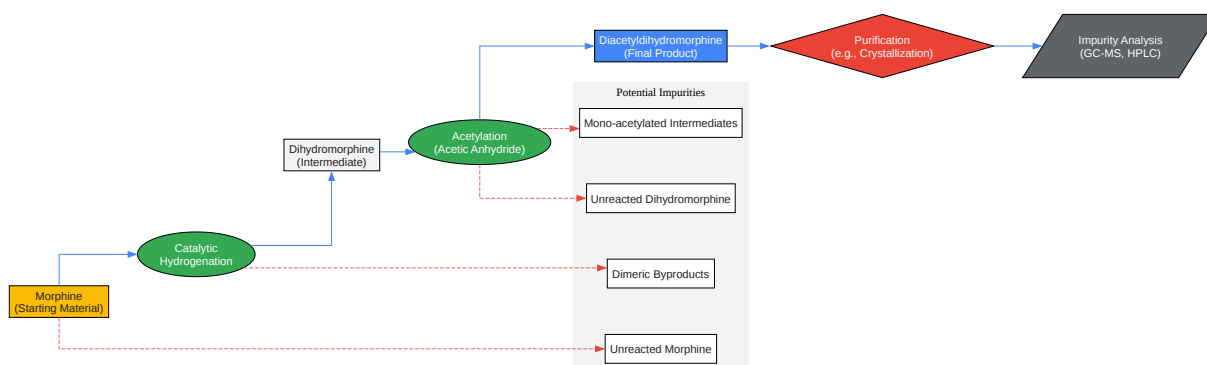 Diacetyldihydromorphine
(Final Product)
Purification
(e.g., Crystallization)
Impurity Analysis
(GC-MS, HPLC)
Potential Impurities
Mono-acetylated Intermediates
Acetylation
(Acetic Anhydride)
Dihydromorphine
(Intermediate)
Unreacted Dihydromorphine
Catalytic
Hydrogenation
Dimeric Byproducts
Morphine
(Starting Material)
Unreacted Morphine